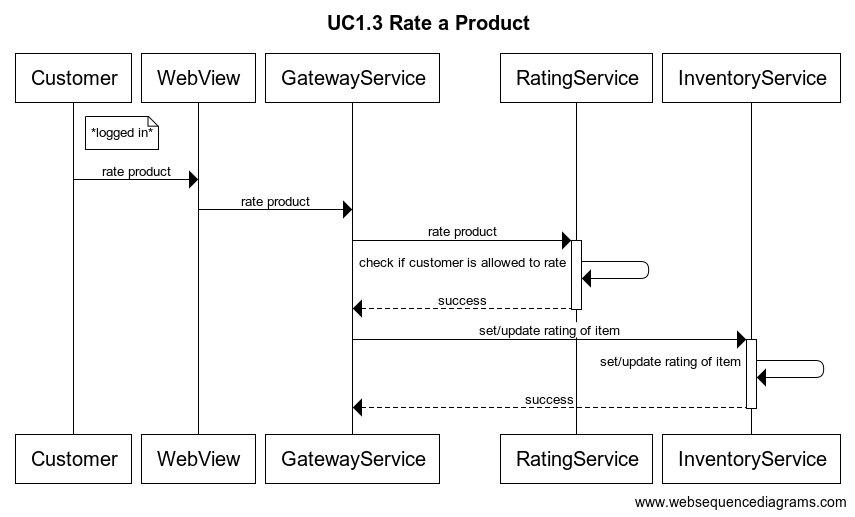 UC1.3 Rate a Product
Customer
WebView
GatewayService
RatingService
InventoryService
*logged in*
rate product
rate product
rate product
check if customer is allowed to rate
success
set/update rating of item
set/update rating of item
success
Customer
WebView
GatewayService
RatingService
InventoryService
www.websequencediagrams.com